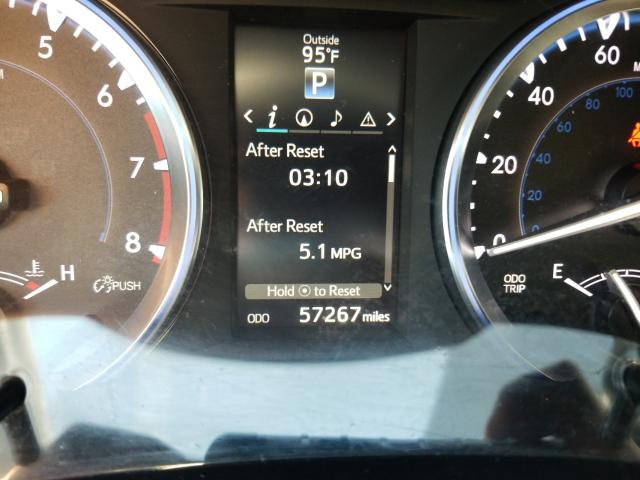 Outside
95°F
P
After Reset
03:10
After Reset
5.1 MPG
Hold to Reset
ODO 57267 miles
5
6
7
8
H
PUSH
60
40
20
0
100
80
60
40
20
0
ODO
TRIP
E